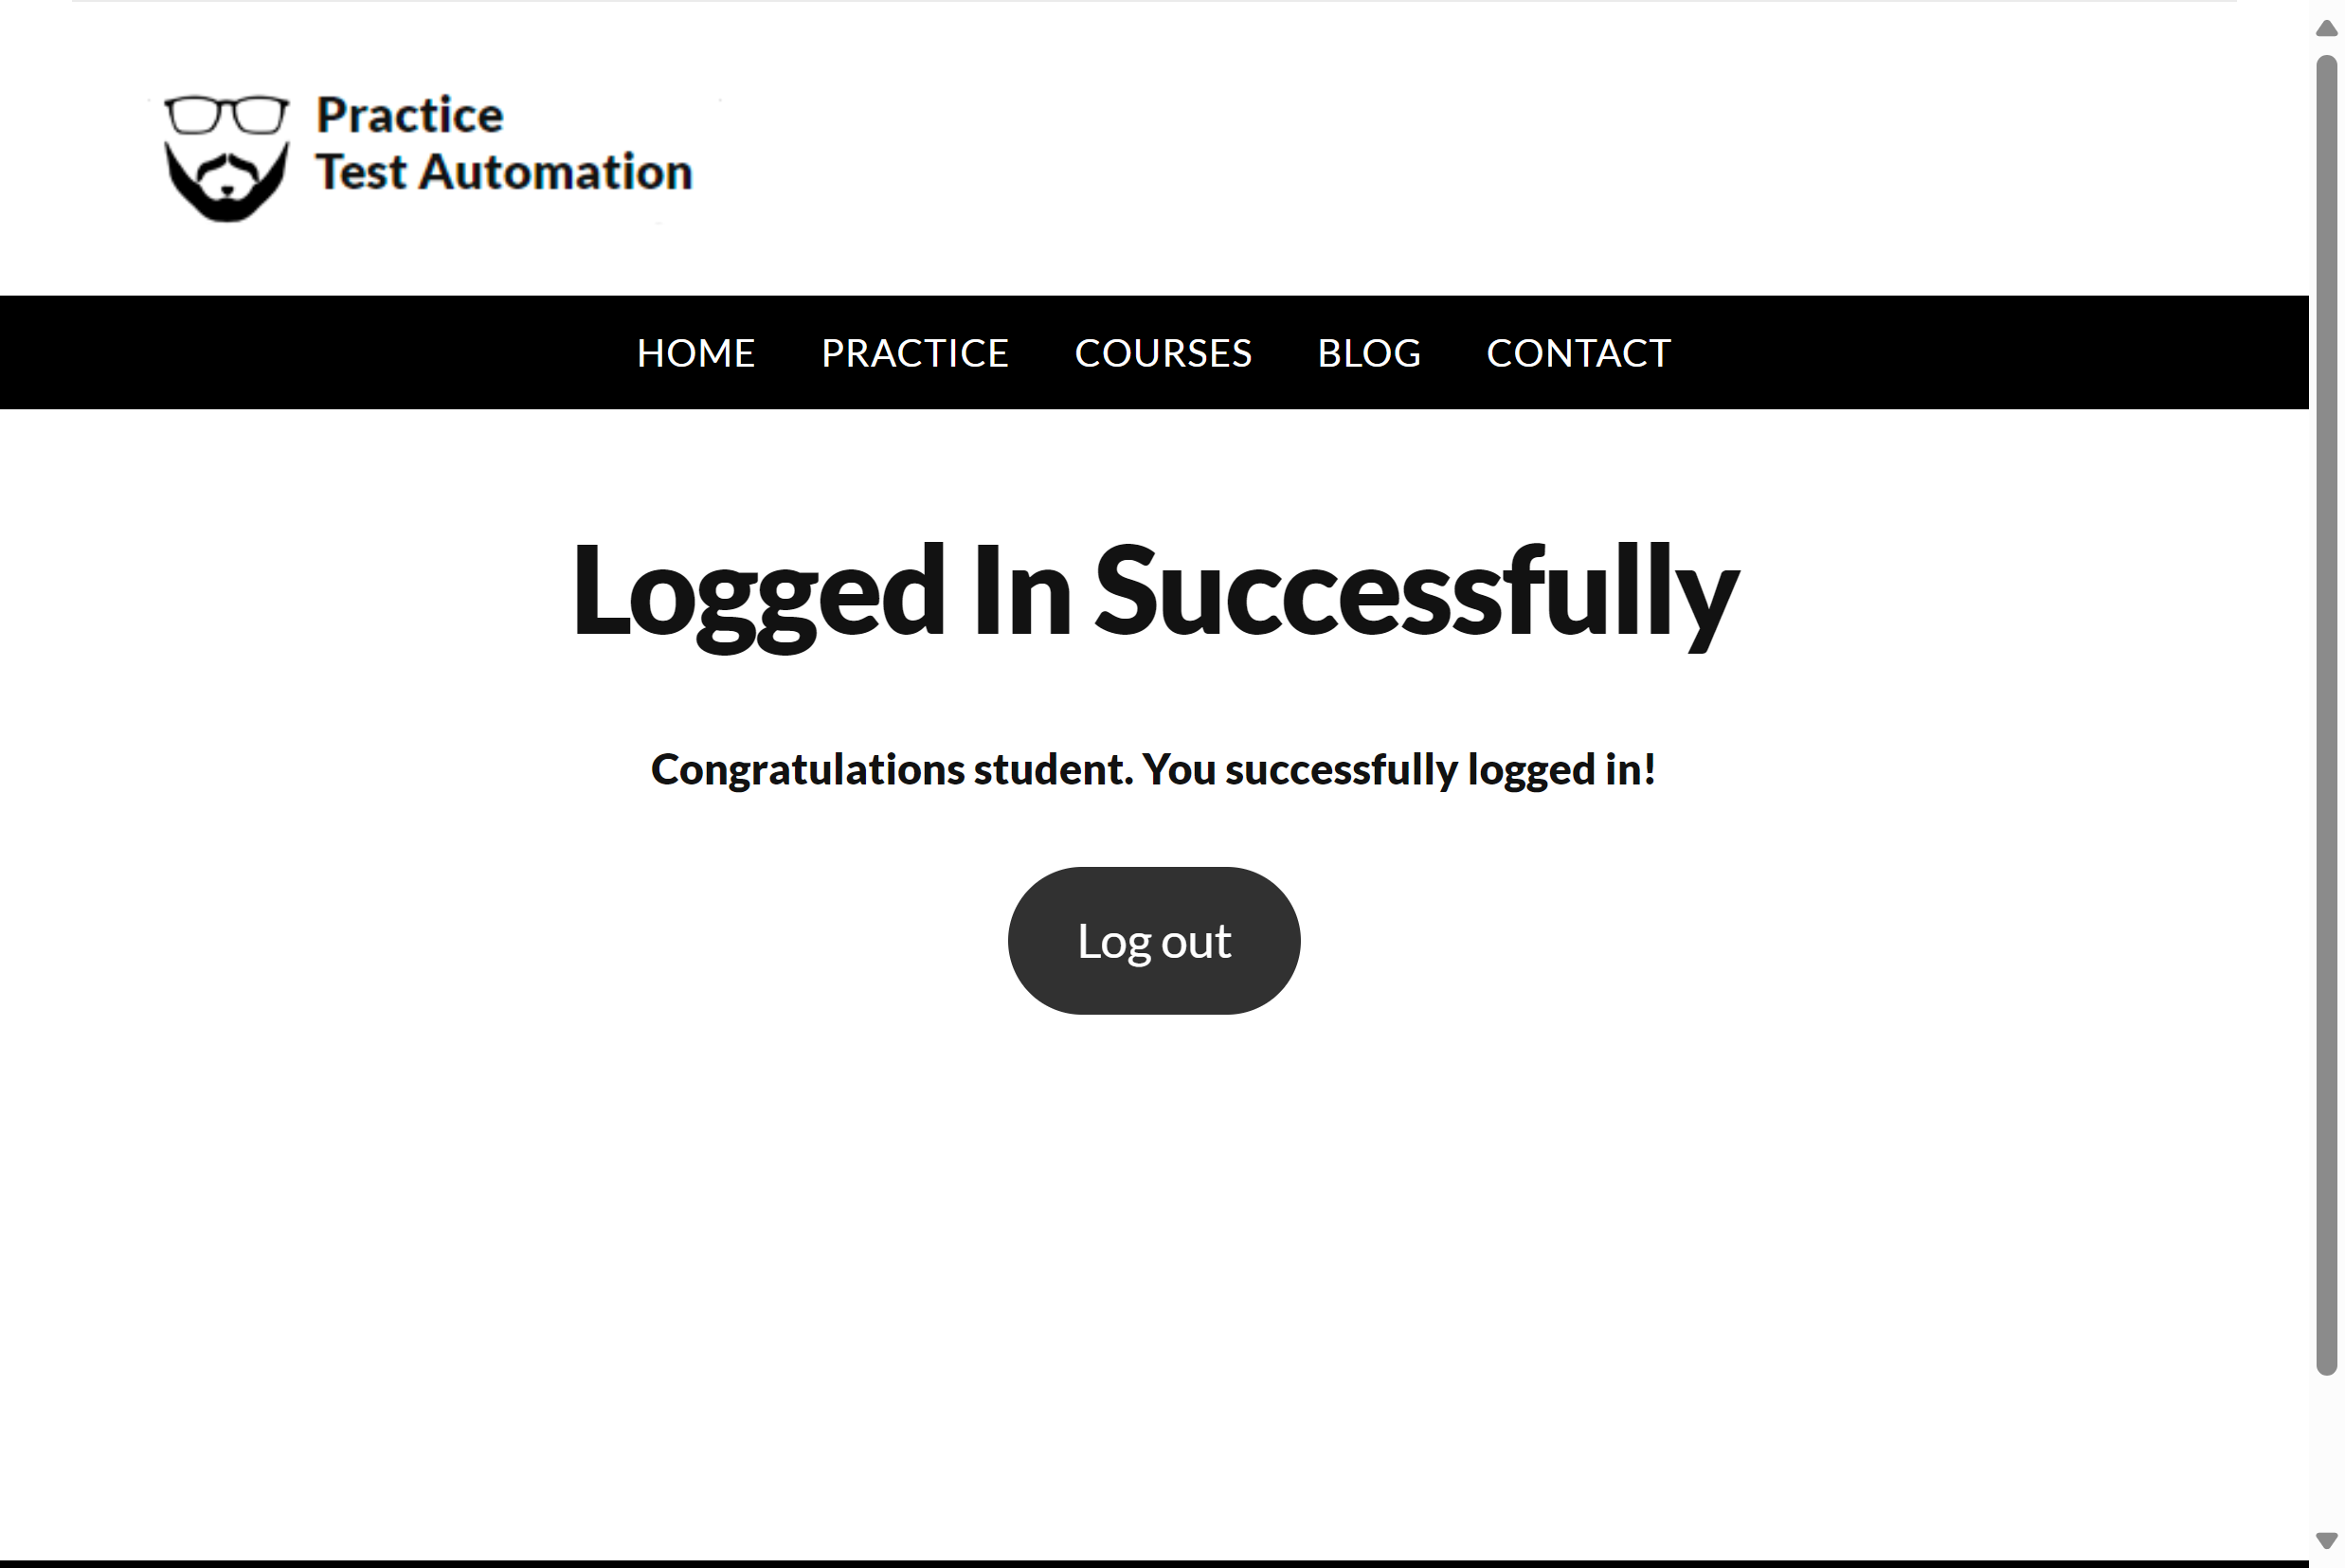 Practice
Test Automation
HOME PRACTICE COURSES BLOG CONTACT
Logged In Successfully
Congratulations student. You successfully logged in!
Log out